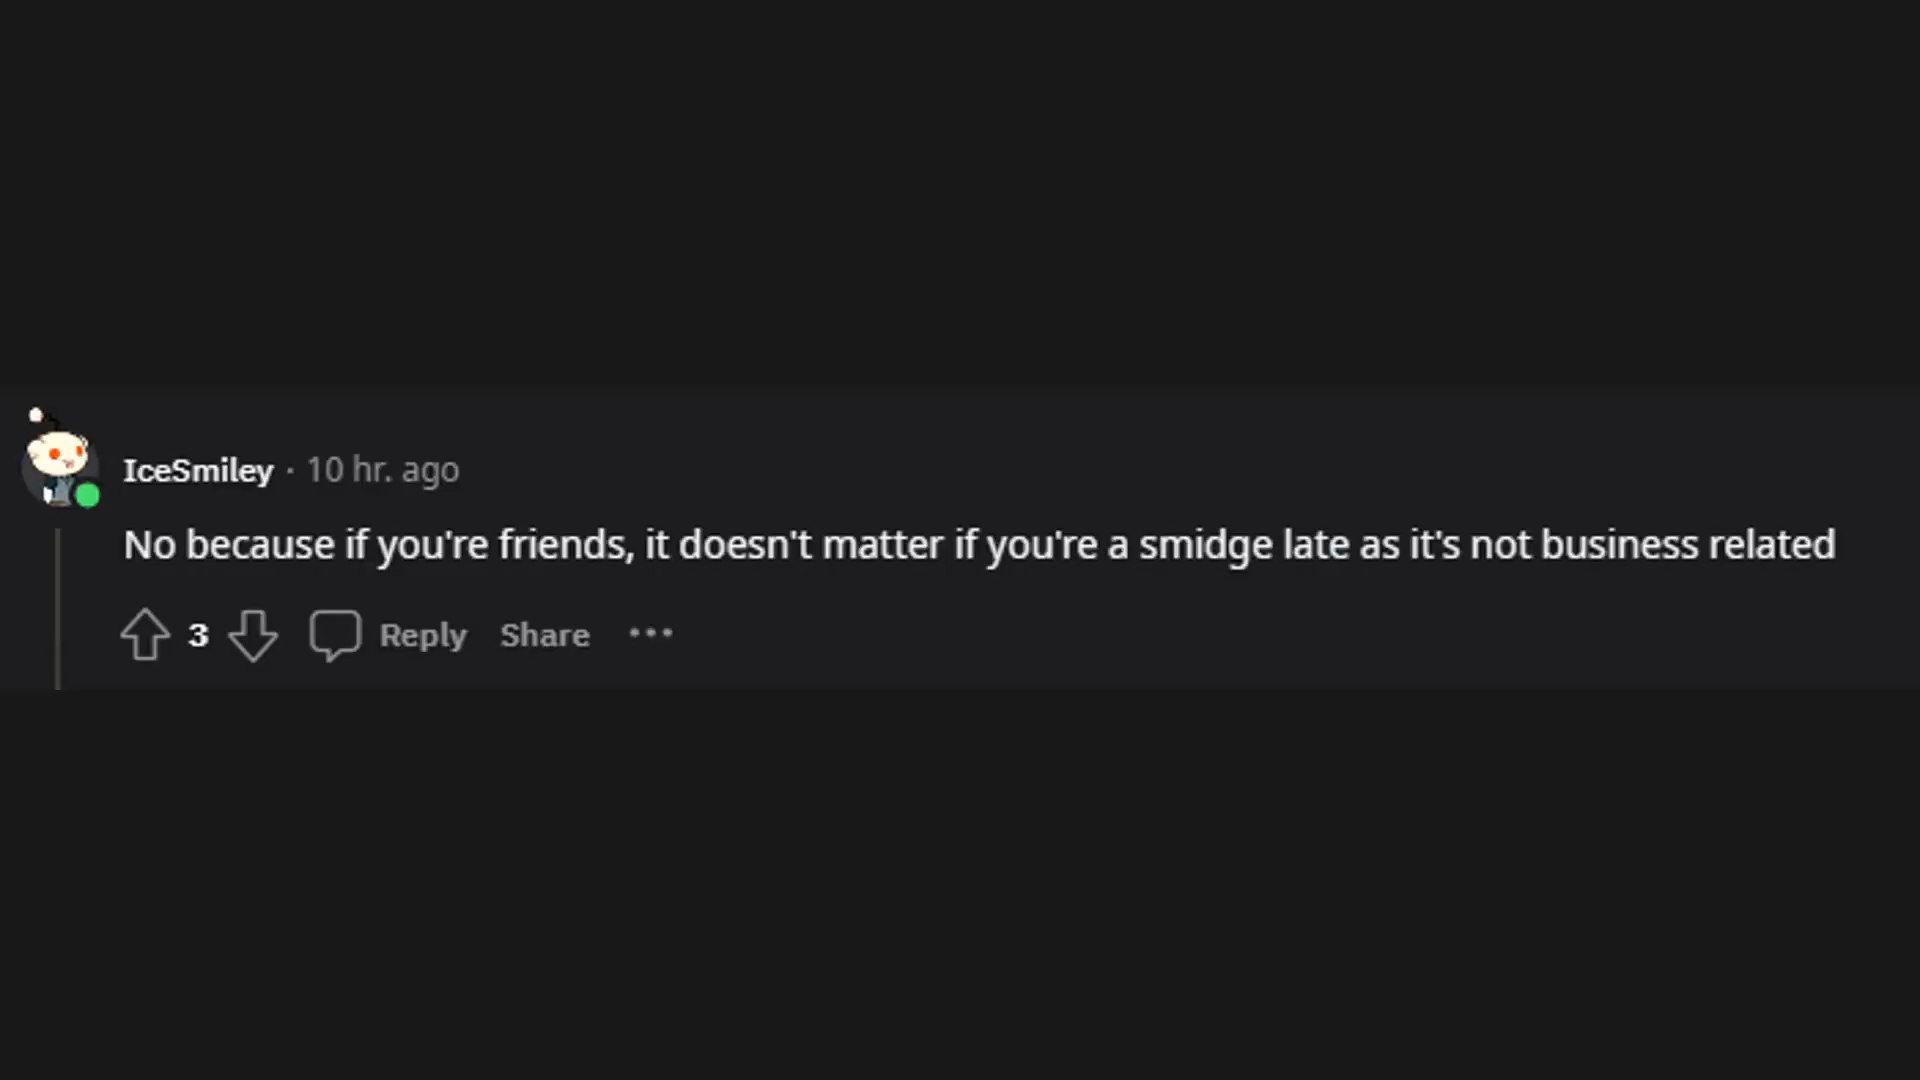 IceSmiley · 10 hr. ago
No because if you're friends, it doesn't matter if you're a smidge late as it's not business related
3 Reply Share ···